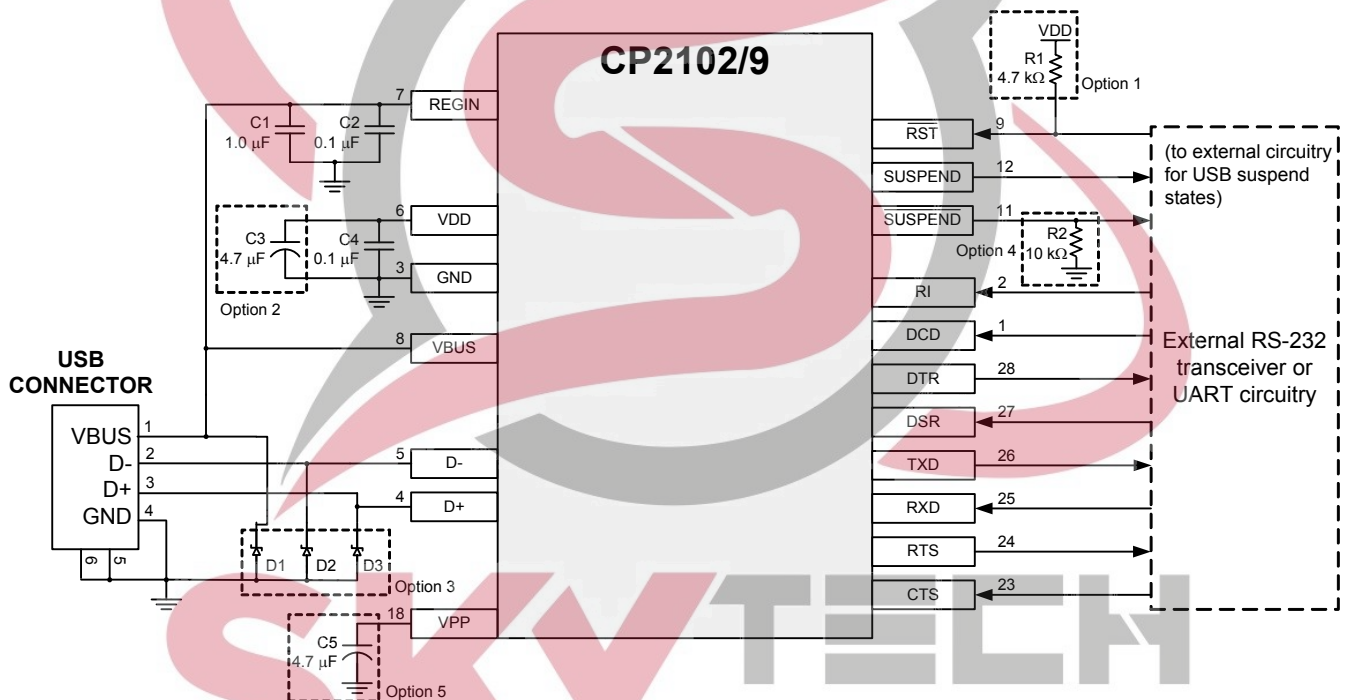 CP2102/9
VDD
R1
4.7 kΩ
Option 1
7
REGIN
C1
1.0 µF
C2
0.1 µF
RST
9
(to external circuitry
for USB suspend
states)
SUSPEND
12
6
VDD
SUSPEND
11
C3
4.7 µF
C4
0.1 µF
R2
10 kΩ
Option 4
3
GND
Option 2
RI
2
8
VBUS
DCD
1
External RS-232
transceiver or
UART circuitry
USB
CONNECTOR
DTR
28
DSR
27
VBUS
1
D-
2
5
D-
TXD
26
D+
3
4
D+
RXD
25
GND
4
RTS
24
6
5
D1
D2
D3
Option 3
CTS
23
18
VPP
C5
4.7 µF
Option 5
SKYTECH